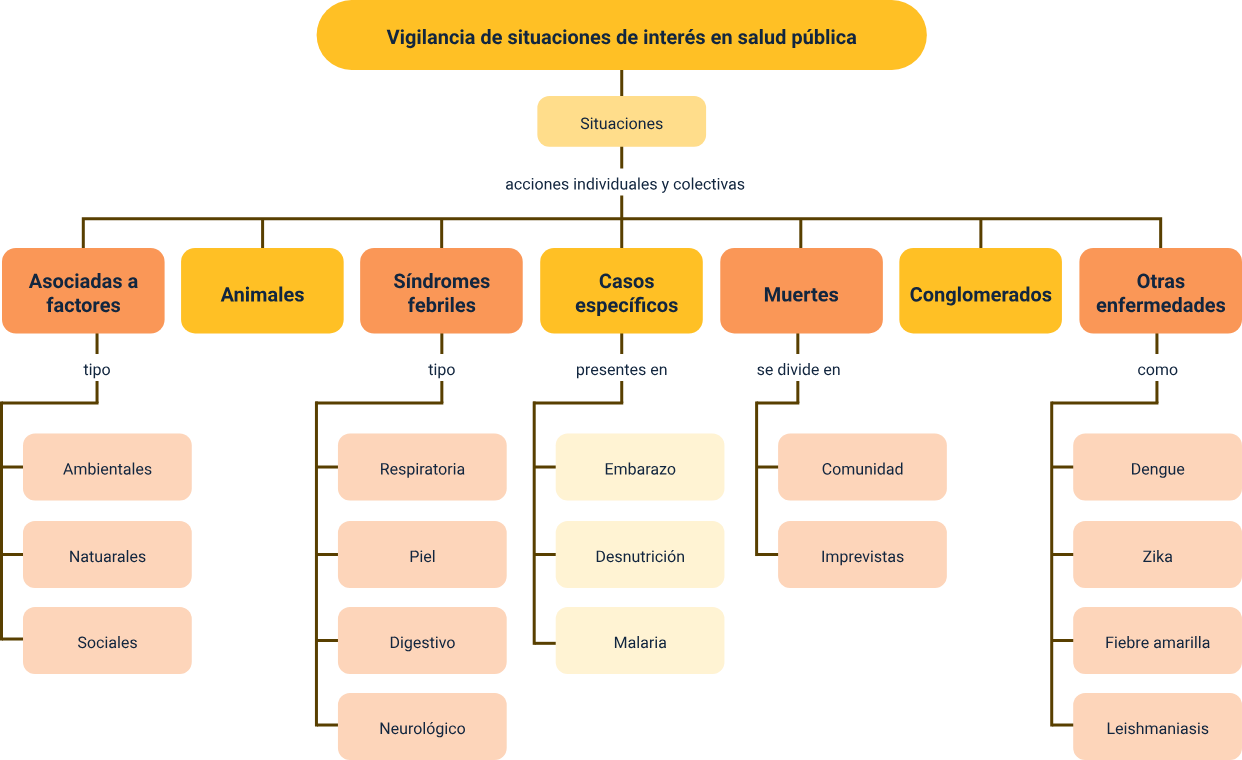 Vigilancia de situaciones de interés en salud pública
Situaciones
acciones individuales y colectivas
Asociadas a
factores
Animales
Síndromes
febriles
Casos
específicos
Muertes
Conglomerados
Otras
enfermedades
tipo
tipo
presentes en
se divide en
como
Ambientales
Natuarales
Sociales
Respiratoria
Piel
Digestivo
Neurológico
Embarazo
Desnutrición
Malaria
Comunidad
Imprevistas
Dengue
Zika
Fiebre amarilla
Leishmaniasis